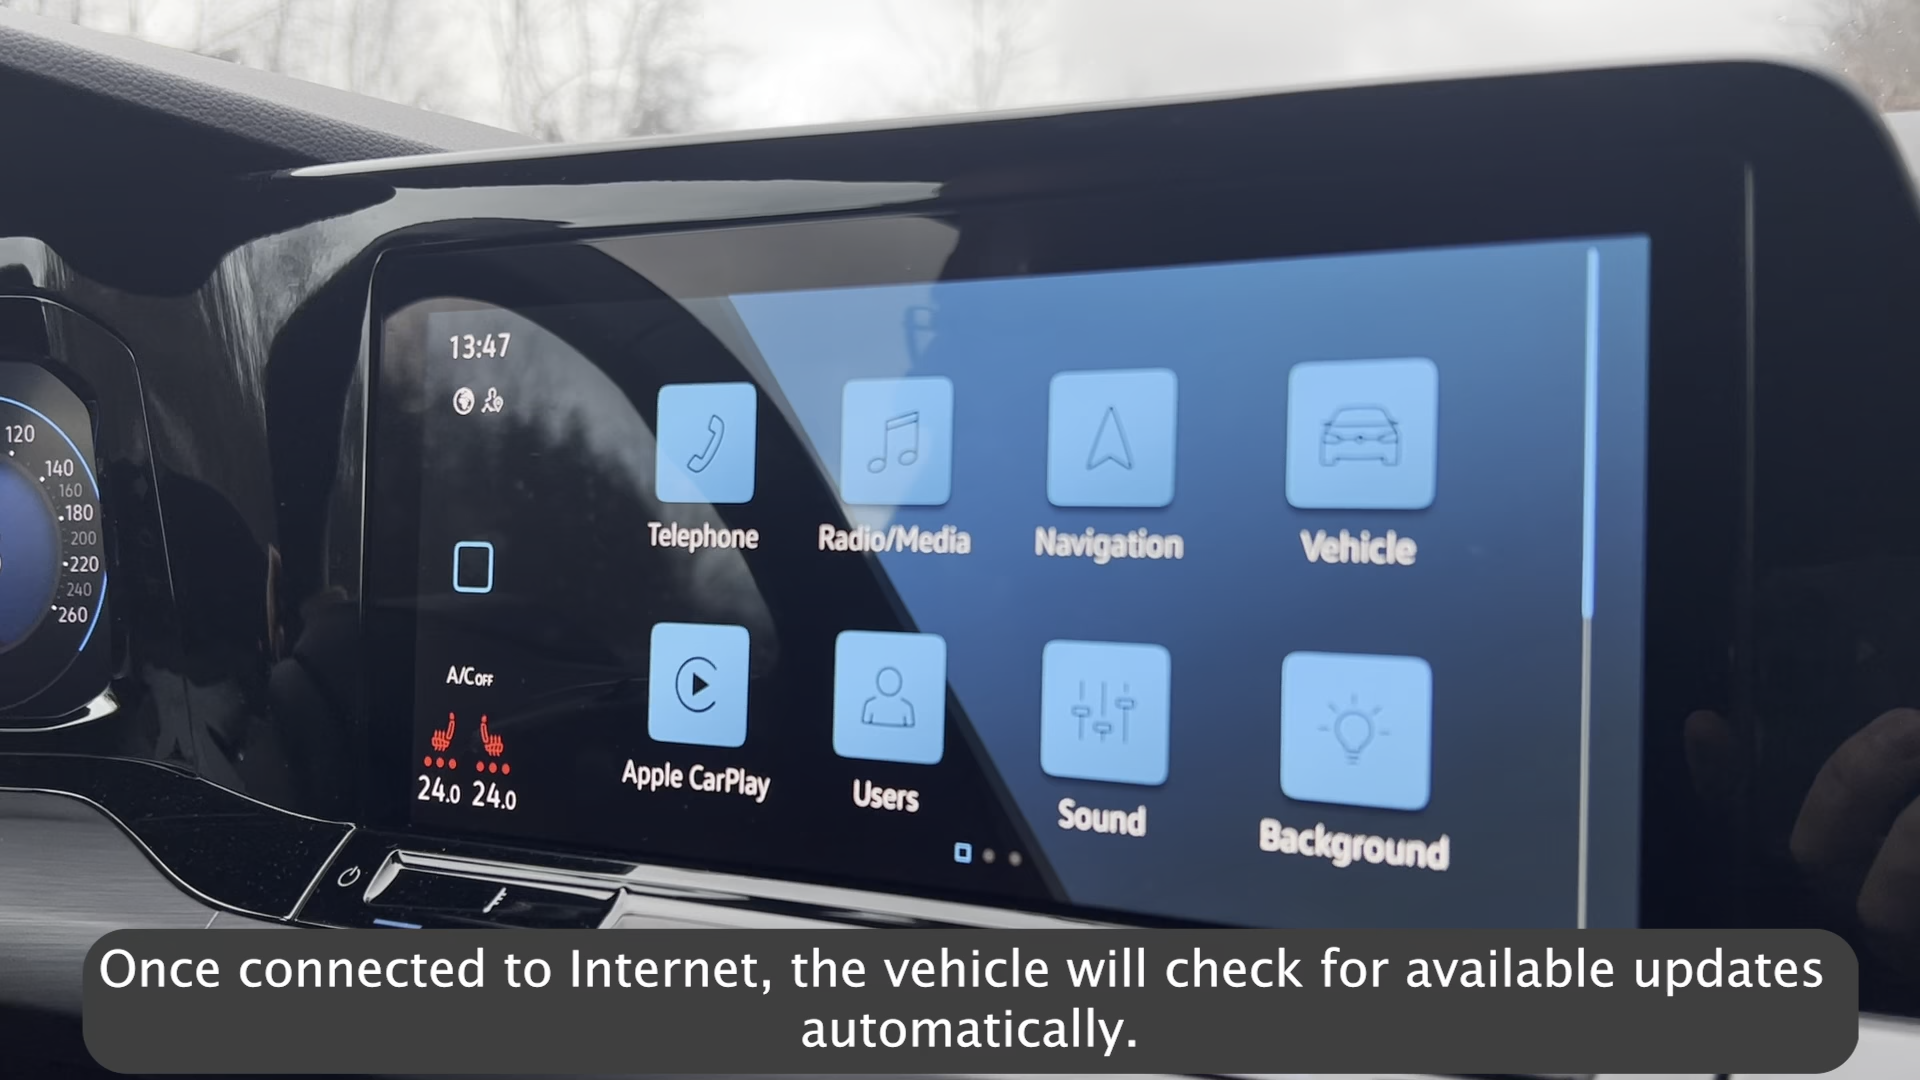 120
140
160
180
200
220
240
260
13:47
A/C OFF
24.0 24.0
Telephone
Radio/Media
Navigation
Vehicle
Apple CarPlay
Users
Sound
Background
Once connected to Internet, the vehicle will check for available updates
automatically.